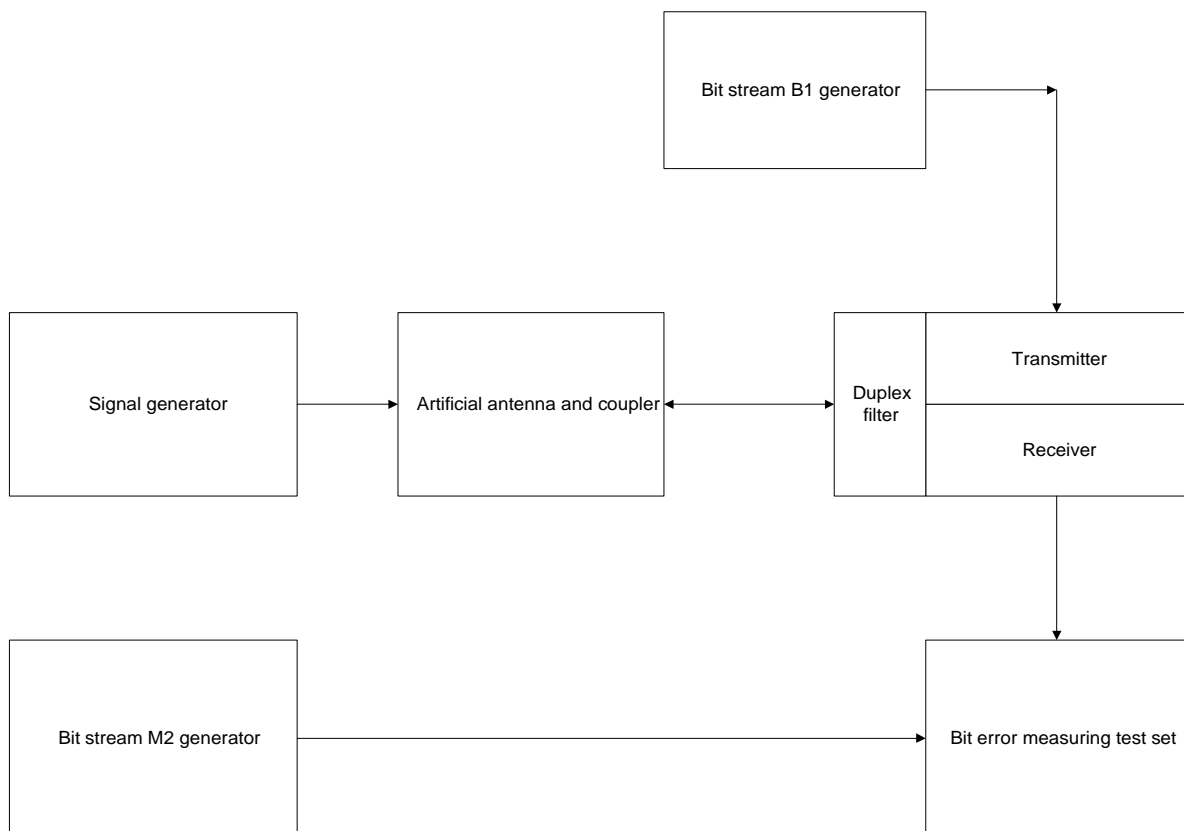 Bit stream B1 generator
Signal generator
Artificial antenna and coupler
Duplex
filter
Transmitter
Receiver
Bit stream M2 generator
Bit error measuring test set